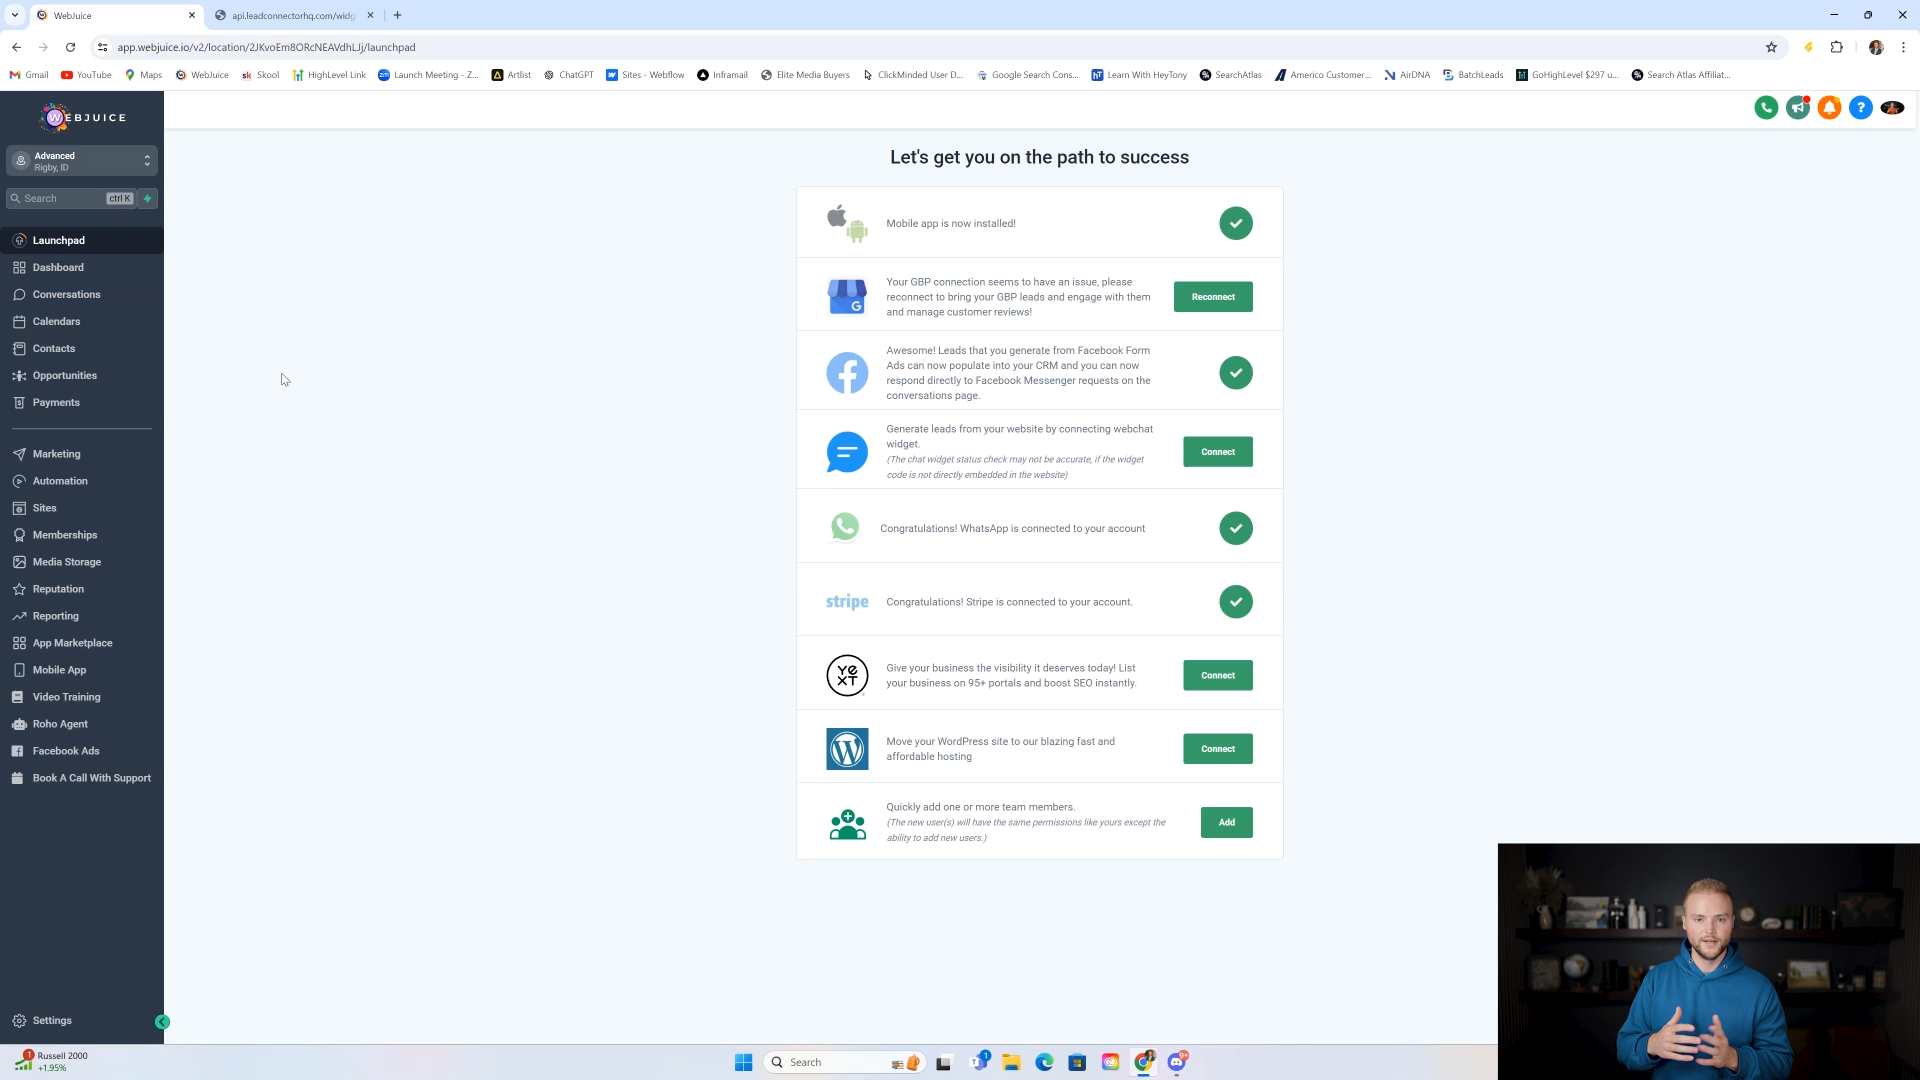 WebJuice
api.leadconnectorhq.com/widg
app.webjuice.io/v2/location/2JKvoEm8ORcNEAVdhLJj/launchpad
Gmail
YouTube
Maps
WebJuice
sk
Skool
HighLevel Link
zm
Launch Meeting - Z...
Artlist
ChatGPT
Sites - Webflow
Inframail
Elite Media Buyers
ClickMinded User D...
Google Search Cons...
hT
Learn With HeyTony
SearchAtlas
Americo Customer...
AirDNA
BatchLeads
GoHighLevel $297 u...
Search Atlas Affiliat...
WEBJUICE
Advanced
Rigby, ID
Search
ctrl K
Launchpad
Dashboard
Conversations
Calendars
Contacts
Opportunities
Payments
Marketing
Automation
Sites
Memberships
Media Storage
Reputation
Reporting
App Marketplace
Mobile App
Video Training
Roho Agent
Facebook Ads
Book A Call With Support
Settings
?
Let's get you on the path to success
Mobile app is now installed!
G
Your GBP connection seems to have an issue, please
reconnect to bring your GBP leads and engage with them
and manage customer reviews!
Reconnect
Awesome! Leads that you generate from Facebook Form
Ads can now populate into your CRM and you can now
respond directly to Facebook Messenger requests on the
conversations page.
Generate leads from your website by connecting webchat
widget.
(The chat widget status check may not be accurate, if the widget
code is not directly embedded in the website)
Connect
Congratulations! WhatsApp is connected to your account
stripe
Congratulations! Stripe is connected to your account.
YEXT
Give your business the visibility it deserves today! List
your business on 95+ portals and boost SEO instantly.
Connect
Move your WordPress site to our blazing fast and
affordable hosting
Connect
Quickly add one or more team members.
(The new user(s) will have the same permissions like yours except the
ability to add new users.)
Add
1
Russell 2000
+1.95%
Search
1
9+